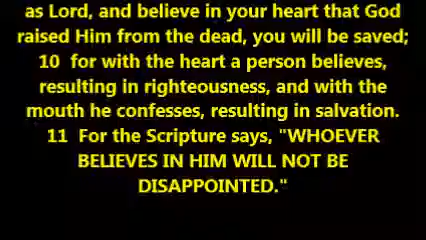 as Lord, and believe in your heart that God
raised Him from the dead, you will be saved;
10  for with the heart a person believes,
resulting in righteousness, and with the
mouth he confesses, resulting in salvation.
11  For the Scripture says, "WHOEVER
BELIEVES IN HIM WILL NOT BE
DISAPPOINTED."